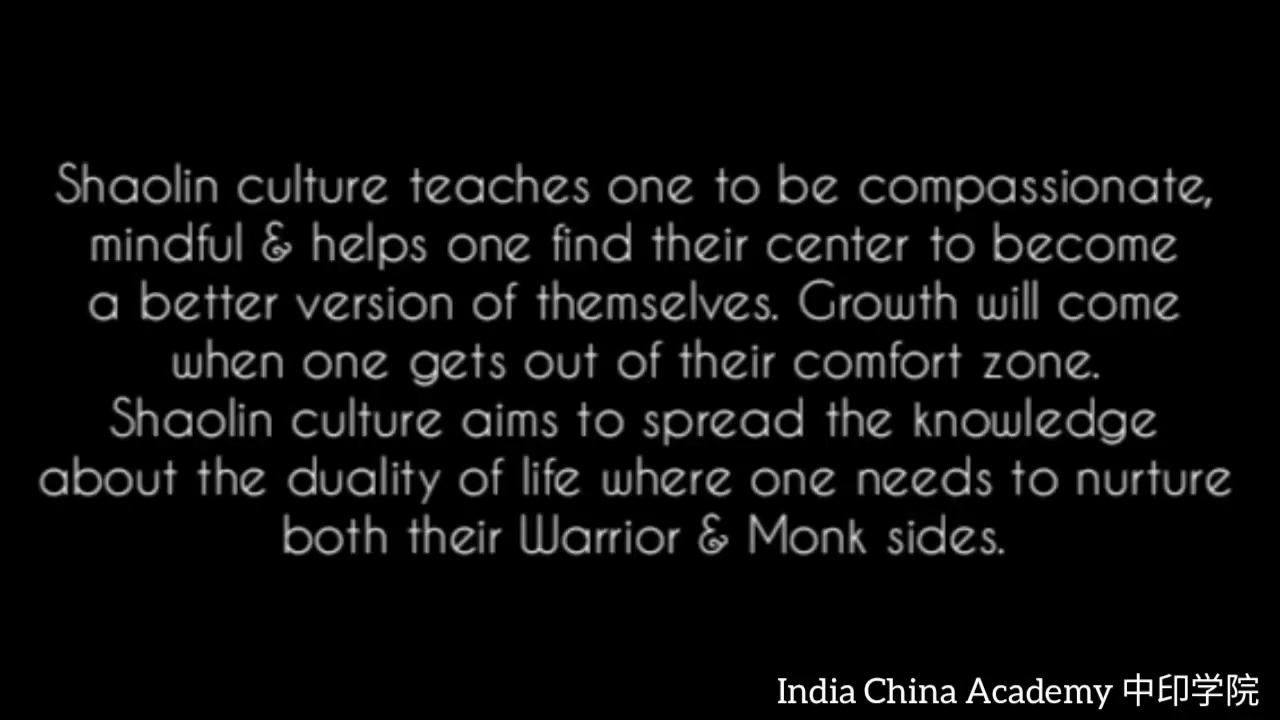 Shaolin culture teaches one to be compassionate,
mindful & helps one find their center to become
a better version of themselves. Growth will come
when one gets out of their comfort zone.
Shaolin culture aims to spread the knowledge
about the duality of life where one needs to nurture
both their Warrior & Monk sides.
India China Academy 中印学院